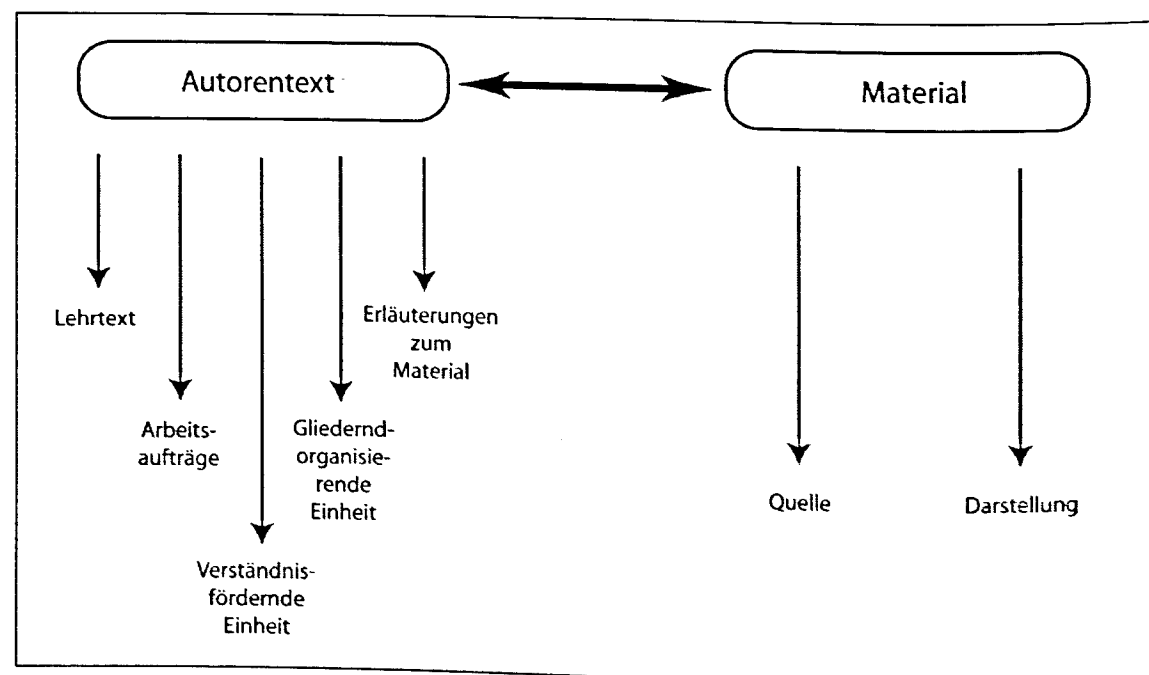 Autorentext
Material
Lehrtext
Arbeits-
aufträge
Verständnis-
fördernde
Einheit
Gliedernd-
organisie-
rende
Einheit
Erläuterungen
zum
Material
Quelle
Darstellung